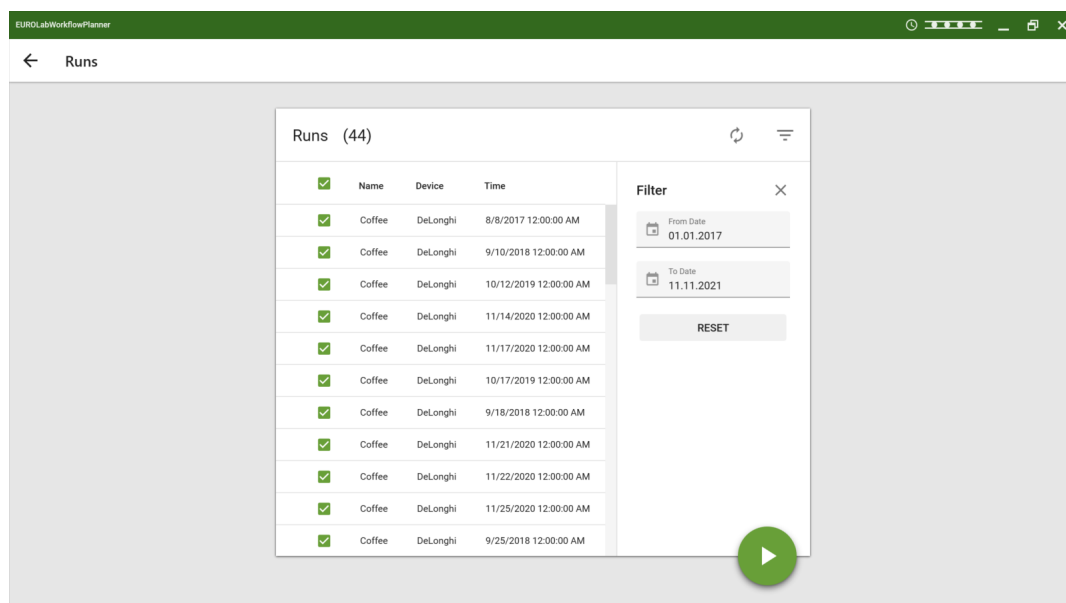 EUROLabWorkflowPlanner
Runs
Runs (44)
Name Device Time
Coffee DeLonghi 8/8/2017 12:00:00 AM
Coffee DeLonghi 9/10/2018 12:00:00 AM
Coffee DeLonghi 10/12/2019 12:00:00 AM
Coffee DeLonghi 11/14/2020 12:00:00 AM
Coffee DeLonghi 11/17/2020 12:00:00 AM
Coffee DeLonghi 10/17/2019 12:00:00 AM
Coffee DeLonghi 9/18/2018 12:00:00 AM
Coffee DeLonghi 11/21/2020 12:00:00 AM
Coffee DeLonghi 11/22/2020 12:00:00 AM
Coffee DeLonghi 11/25/2020 12:00:00 AM
Coffee DeLonghi 9/25/2018 12:00:00 AM
Filter
From Date
01.01.2017
To Date
11.11.2021
RESET